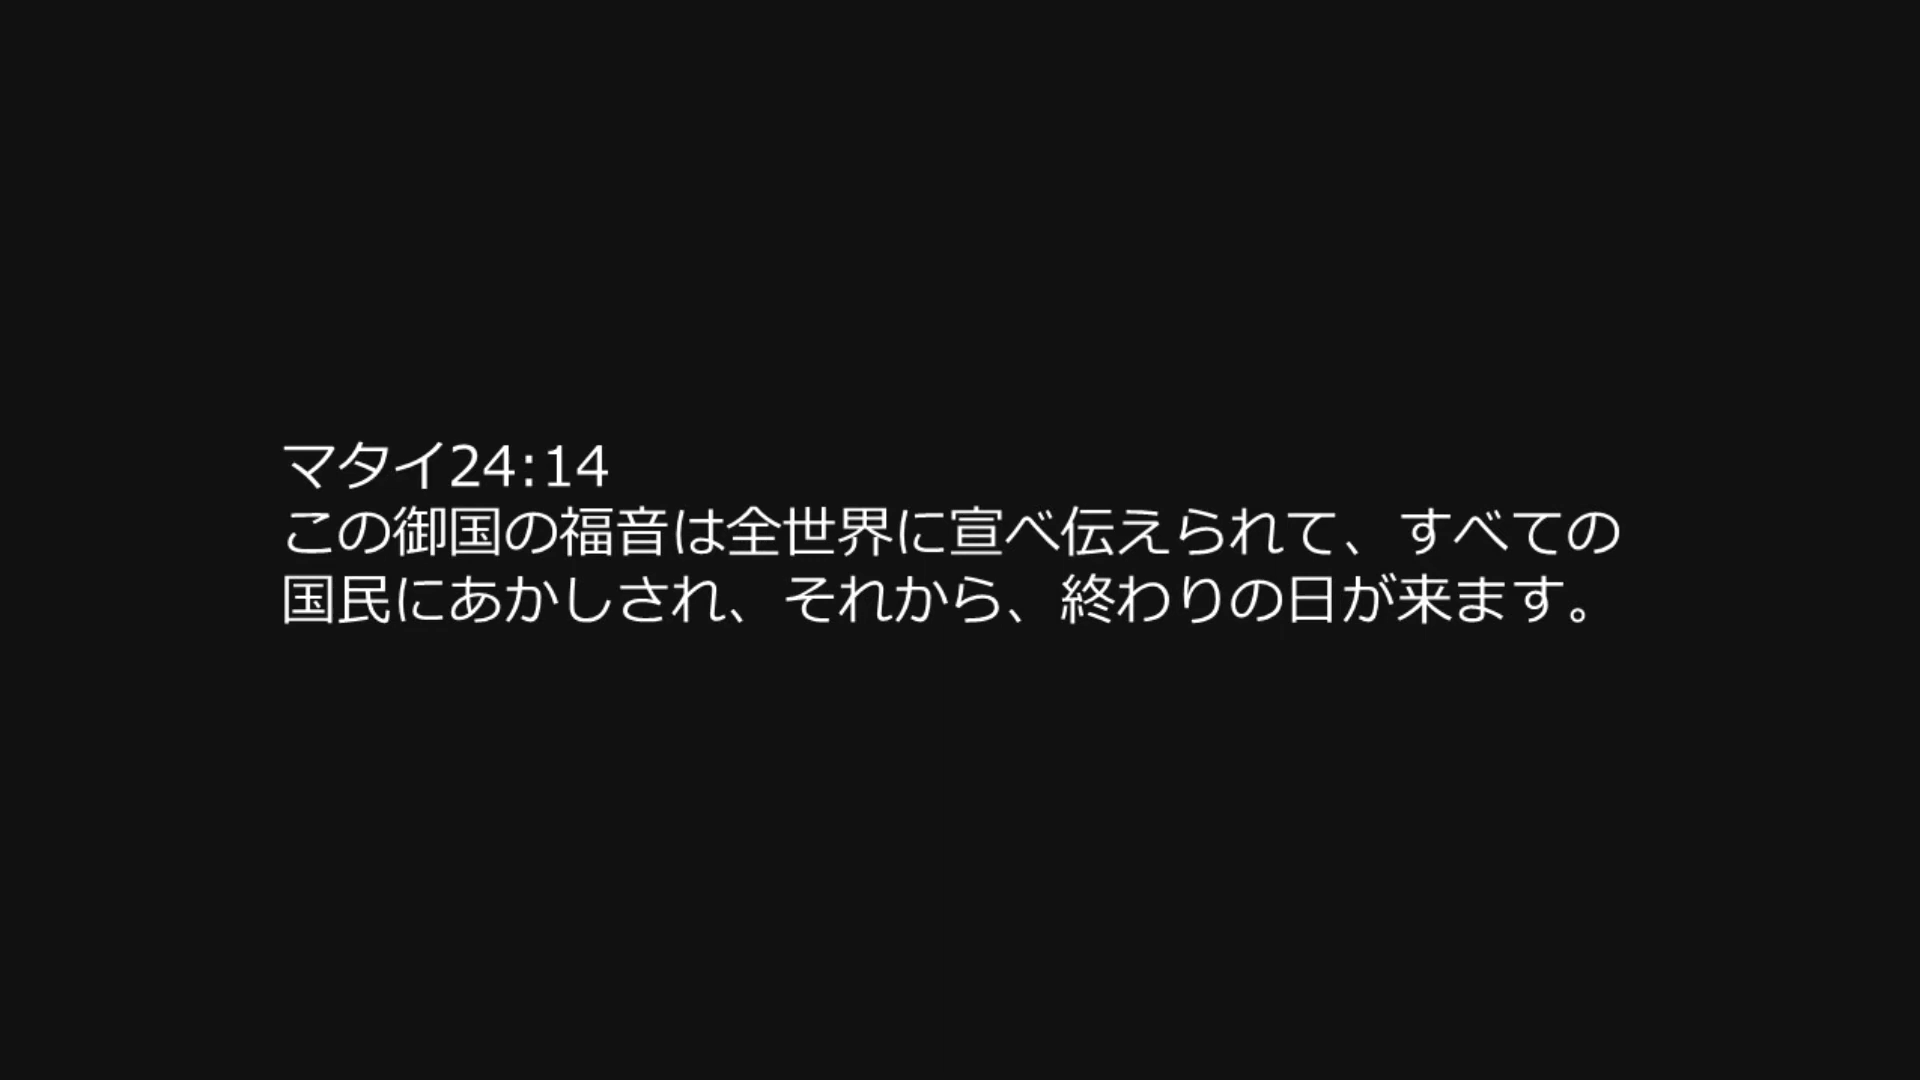 マタイ24:14
この御国の福音は全世界に宣べ伝えられて、すべての
国民にあかしされ、それから、終わりの日が来ます。